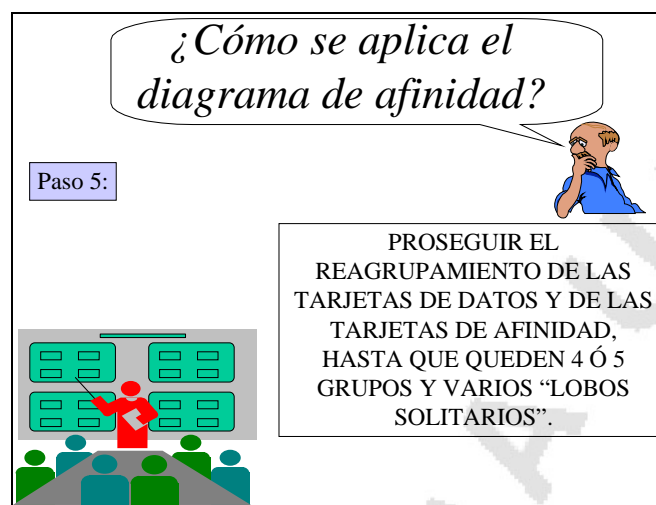 ¿Cómo se aplica el
diagrama de afinidad?
Paso 5:
PROSEGUIR EL
REAGRUPAMIENTO DE LAS
TARJETAS DE DATOS Y DE LAS
TARJETAS DE AFINIDAD,
HASTA QUE QUEDEN 4 Ó 5
GRUPOS Y VARIOS “LOBOS
SOLITARIOS”.